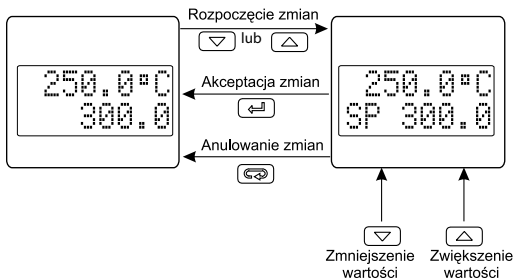 Rozpoczęcie zmian
lub
250.0°C
300.0
Akceptacja zmian
Anulowanie zmian
250.0°C
SP 300.0
Zmniejszenie
wartości
Zwiększenie
wartości